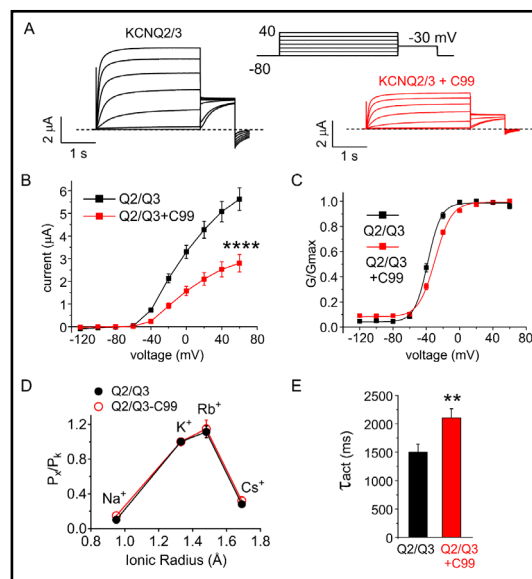 A
KCNQ2/3
40
-30 mV
-80
2 µA
1 s
KCNQ2/3 + C99
2 µA
1 s
B
6
5
4
3
2
1
0
current (µA)
Q2/Q3
Q2/Q3+C99
****
-120 -80 -40 0 40 80
voltage (mV)
C
1.0
0.8
0.6
0.4
0.2
0.0
G/Gmax
Q2/Q3
Q2/Q3
+C99
-120 -80 -40 0 40
voltage (mV)
D
Q2/Q3
Q2/Q3-C99
1.2
0.8
0.4
0.0
Px/Pk
Na+
K+
Rb+
Cs+
0.8 1.0 1.2 1.4 1.6 1.8
Ionic Radius (Å)
E
2500
2000
1500
1000
500
0
τact
(ms)
**
Q2/Q3
Q2/Q3
+C99